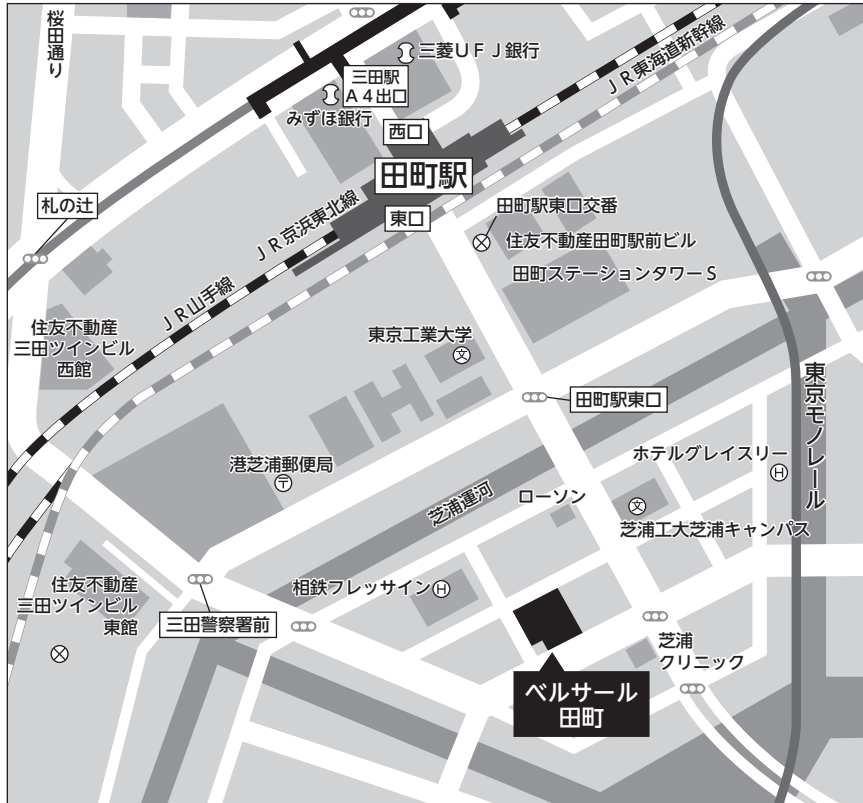 桜田通り
三菱UFJ銀行
三田駅
A4出口
みずほ銀行
JR東海道新幹線
西口
田町駅
東口
札の辻
JR京浜東北線
JR山手線
田町駅東口交番
住友不動産田町駅前ビル
田町ステーションタワーS
住友不動産
三田ツインビル
西館
東京工業大学
文
田町駅東口
東京モノレール
港芝浦郵便局
〒
芝浦運河
ローソン
ホテルグレイスリー
H
文
芝浦工大芝浦キャンパス
住友不動産
三田ツインビル
東館
三田警察署前
相鉄フレッサイン
H
芝浦
クリニック
ベルサール
田町